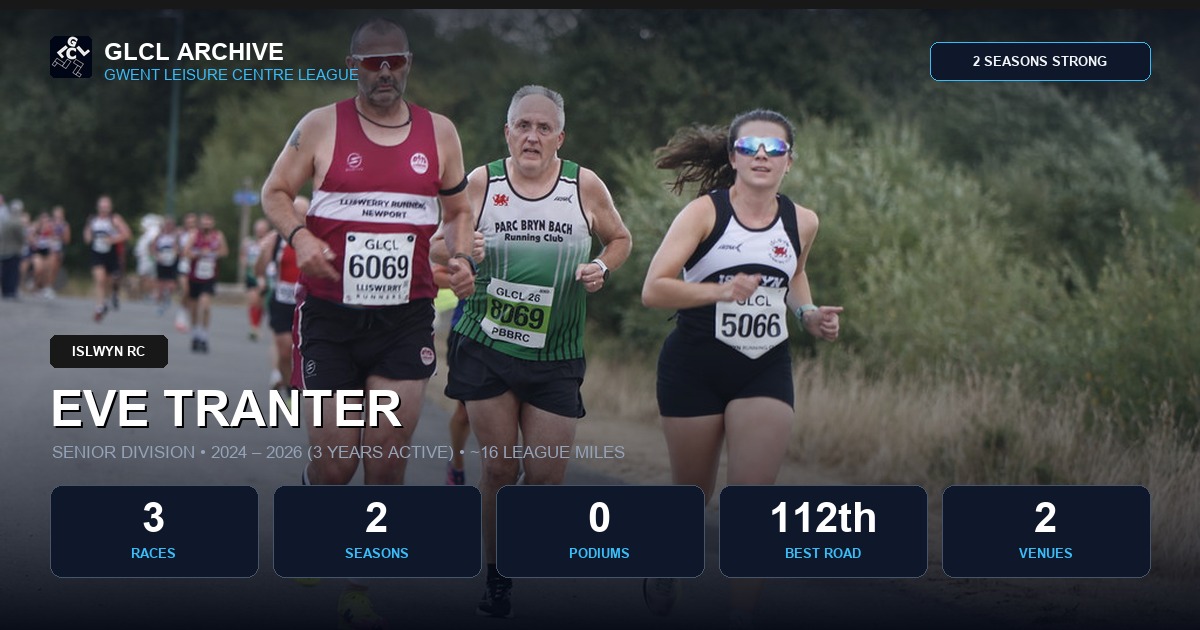 GLCL ARCHIVE
GWENT LEISURE CENTRE LEAGUE
2 SEASONS STRONG
LLISWERRY RUNNERS
NEWPORT
GLCL
6069
LLISWERRY
RUNNERS
PARC BRYN BACH
Running Club
GLCL 26
8069
PBBRC
GLCL
5066
ISLWYN RC
EVE TRANTER
SENIOR DIVISION • 2024 – 2026 (3 YEARS ACTIVE) • ~16 LEAGUE MILES
3
RACES
2
SEASONS
0
PODIUMS
112th
BEST ROAD
2
VENUES